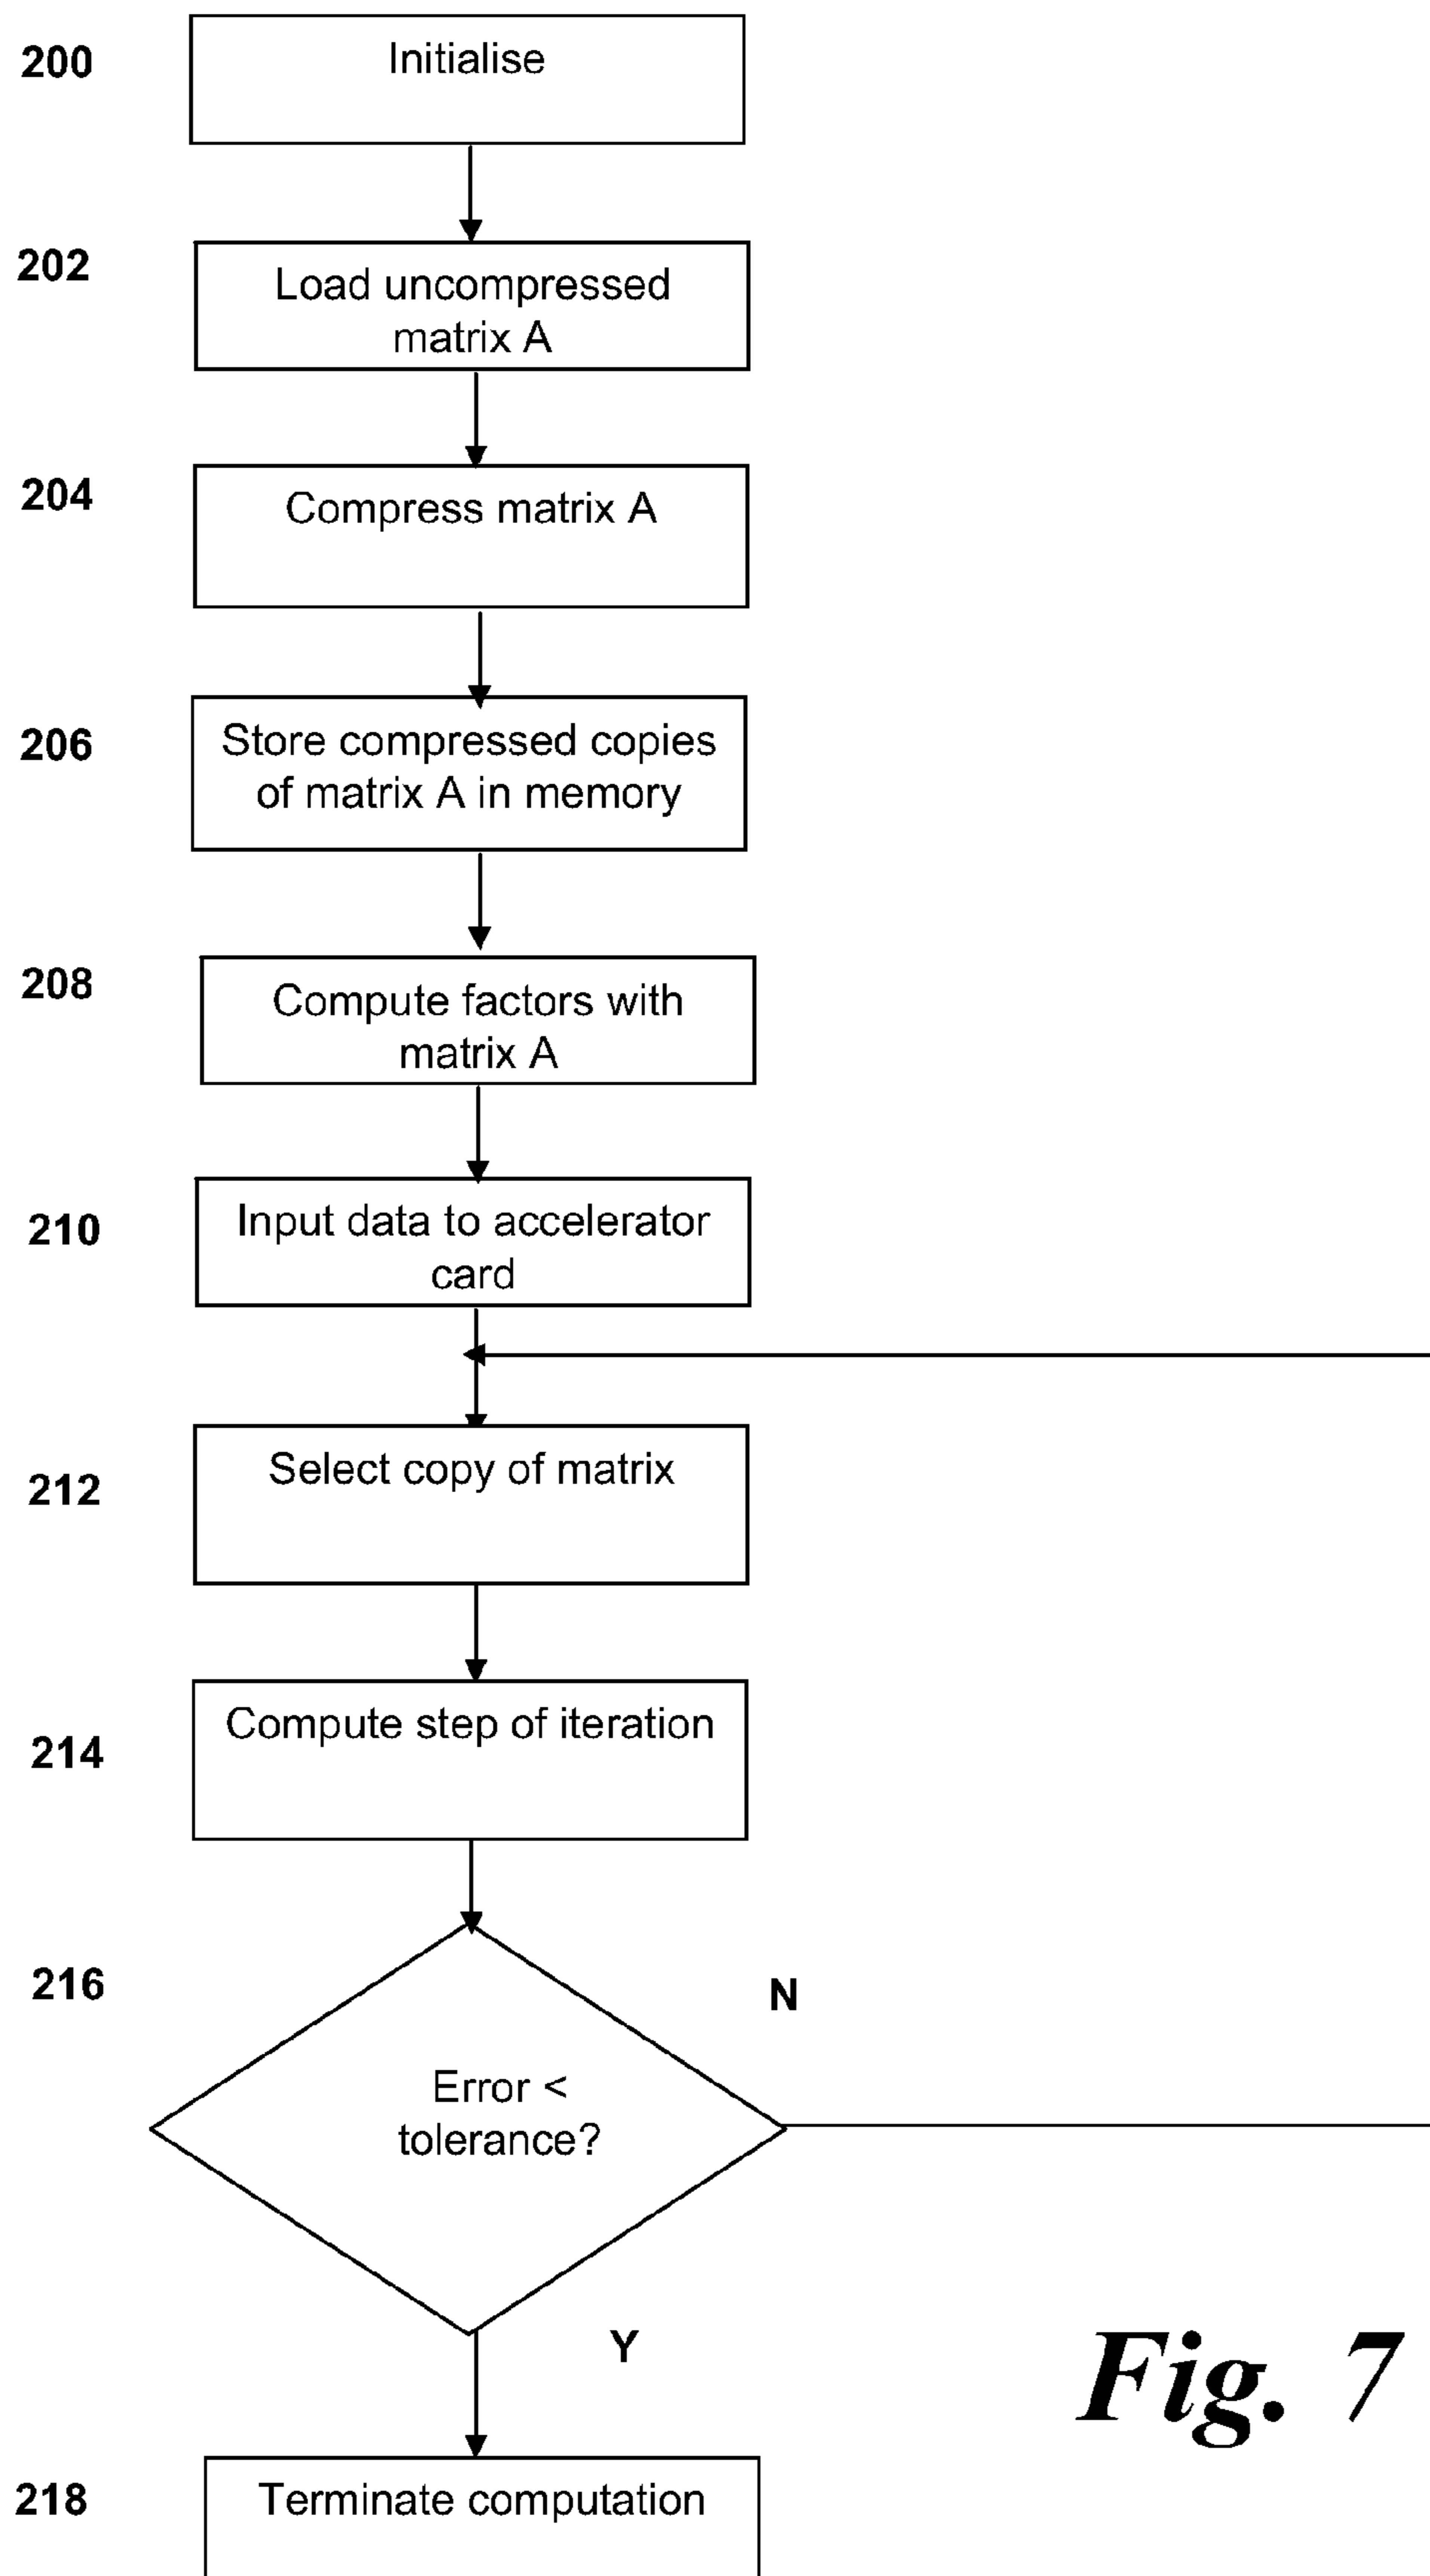 200
Initialise
202
Load uncompressed
matrix A
204
Compress matrix A
206
Store compressed copies
of matrix A in memory
208
Compute factors with
matrix A
210
Input data to accelerator
card
212
Select copy of matrix
214
Compute step of iteration
216
N
Error <
tolerance?
Y
Fig. 7
218
Terminate computation